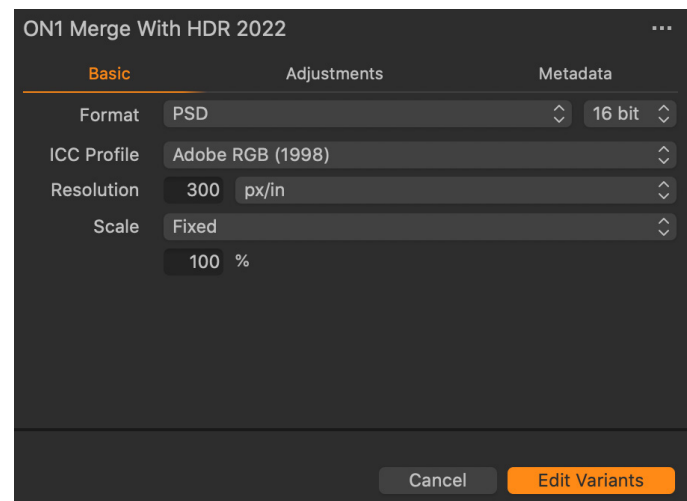 ON1 Merge With HDR 2022 ...
Basic Adjustments Metadata
Format PSD 16 bit
ICC Profile Adobe RGB (1998)
Resolution 300 px/in
Scale Fixed
100 %
Cancel Edit Variants